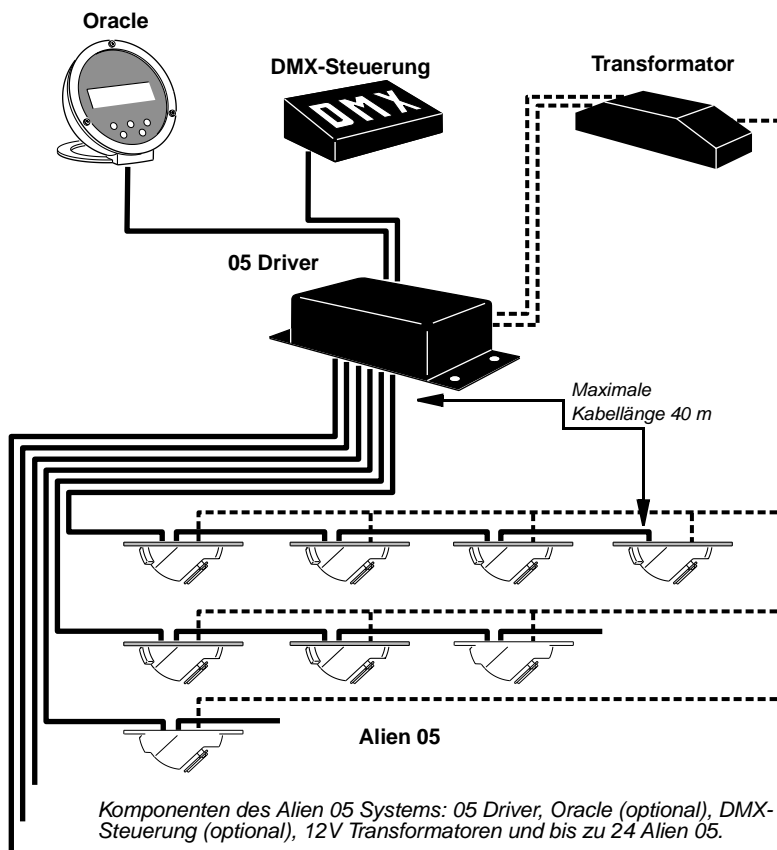 Oracle
DMX-Steuerung
Transformator
DMX
05 Driver
Maximale
Kabellänge 40 m
Alien 05
Komponenten des Alien 05 Systems: 05 Driver, Oracle (optional), DMX-
Steuerung (optional), 12V Transformatoren und bis zu 24 Alien 05.